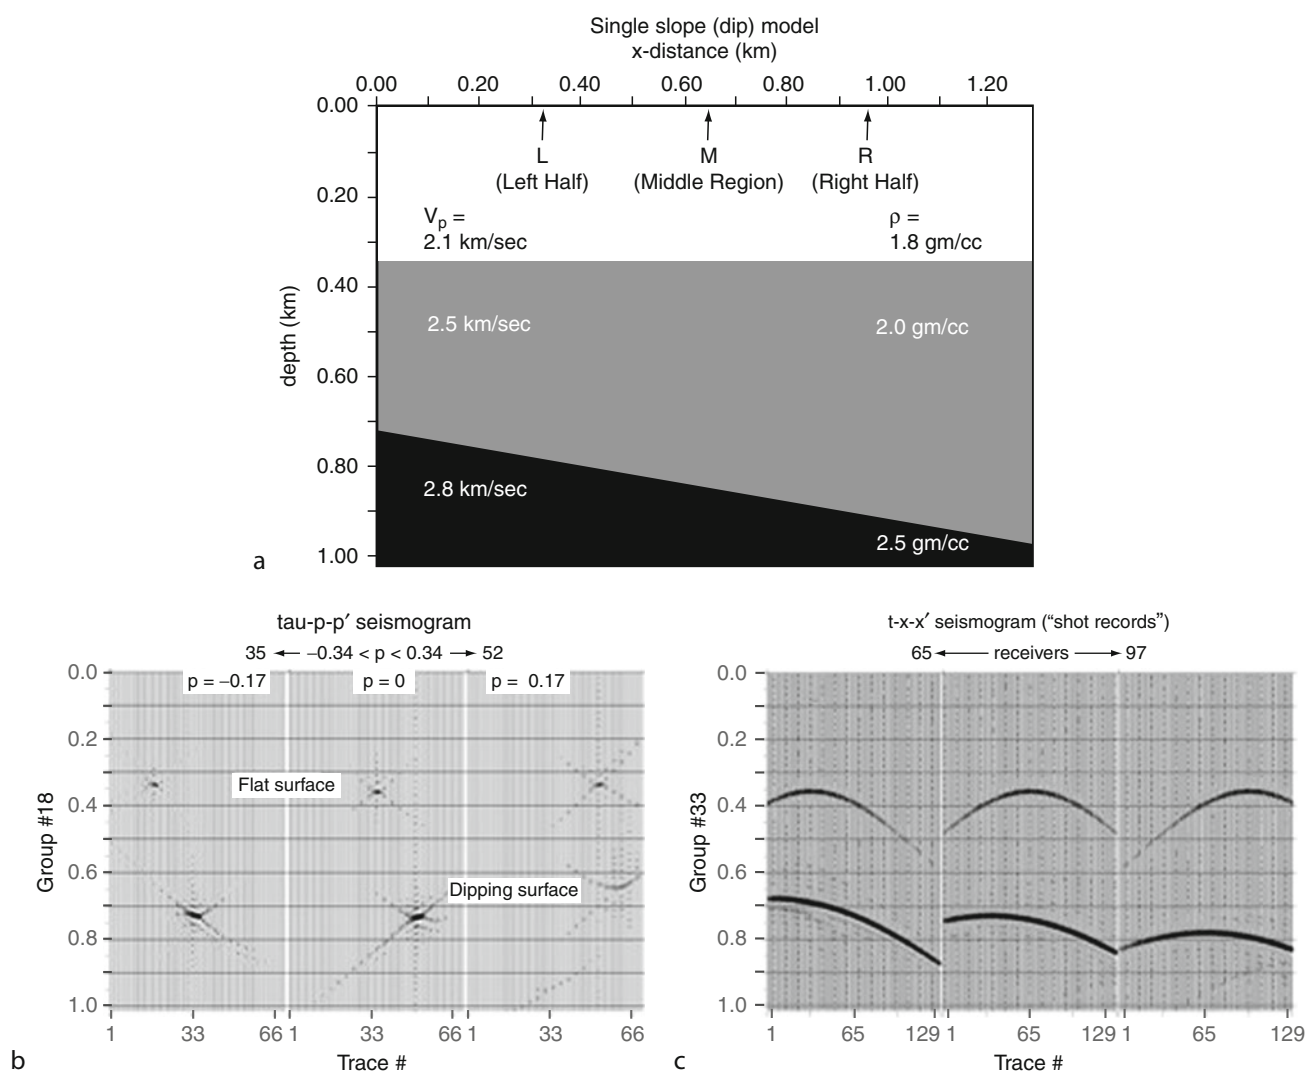 Single slope (dip) model
x-distance (km)
0.00 0.20 0.40 0.60 0.80 1.00 1.20
0.00
L M R
(Left Half) (Middle Region) (Right Half)
0.20
Vp = ρ =
2.1 km/sec 1.8 gm/cc
0.40
2.5 km/sec 2.0 gm/cc
depth (km)
0.60
0.80
2.8 km/sec
2.5 gm/cc
1.00
a
tau-p-p′ seismogram
35 ← −0.34 < p < 0.34 → 52
p = −0.17 p = 0 p = 0.17
0.0
0.2
Flat surface
0.4
Group #18
0.6
Dipping surface
0.8
1.0
1 33 66 1 33 66 1 33 66
Trace #
b
t-x-x′ seismogram ("shot records")
65 ← receivers → 97
0.0
0.2
0.4
Group #33
0.6
0.8
1.0
1 65 129 1 65 129 1 65 129
Trace #
c